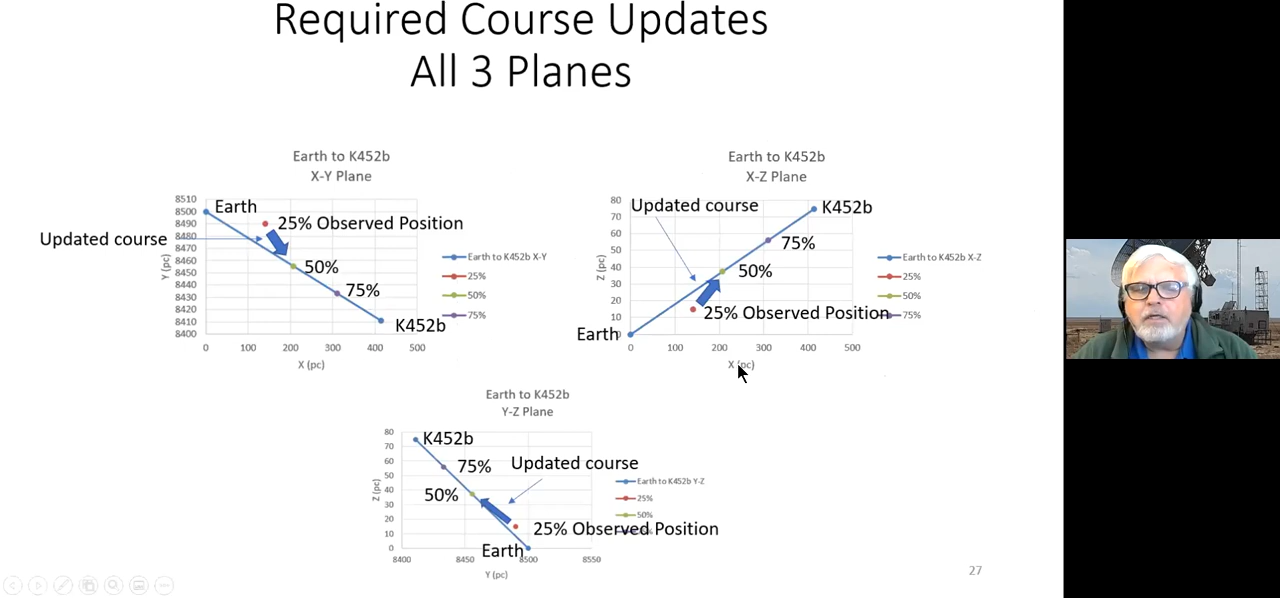 Required Course Updates
All 3 Planes
Earth to K452b
X-Y Plane
8510
8500
8490
8480
8470
8460
8450
8440
8430
8420
8410
8400
Y (pc)
0 100 200 300 400 500
X (pc)
Earth
25% Observed Position
Updated course
50%
75%
K452b
Earth to K452b X-Y
25%
50%
75%
Earth to K452b
X-Z Plane
80
70
60
50
40
30
20
10
Z (pc)
0 100 200 300 400 500
X (pc)
Updated course
K452b
75%
50%
25% Observed Position
Earth
Earth to K452b X-Z
25%
50%
75%
Earth to K452b
Y-Z Plane
80
70
60
50
40
30
20
10
0
Z (pc)
8400 8450 8500 8550
Y (pc)
K452b
75%
Updated course
50%
25% Observed Position
Earth
Earth to K452b Y-Z
25%
50%
27